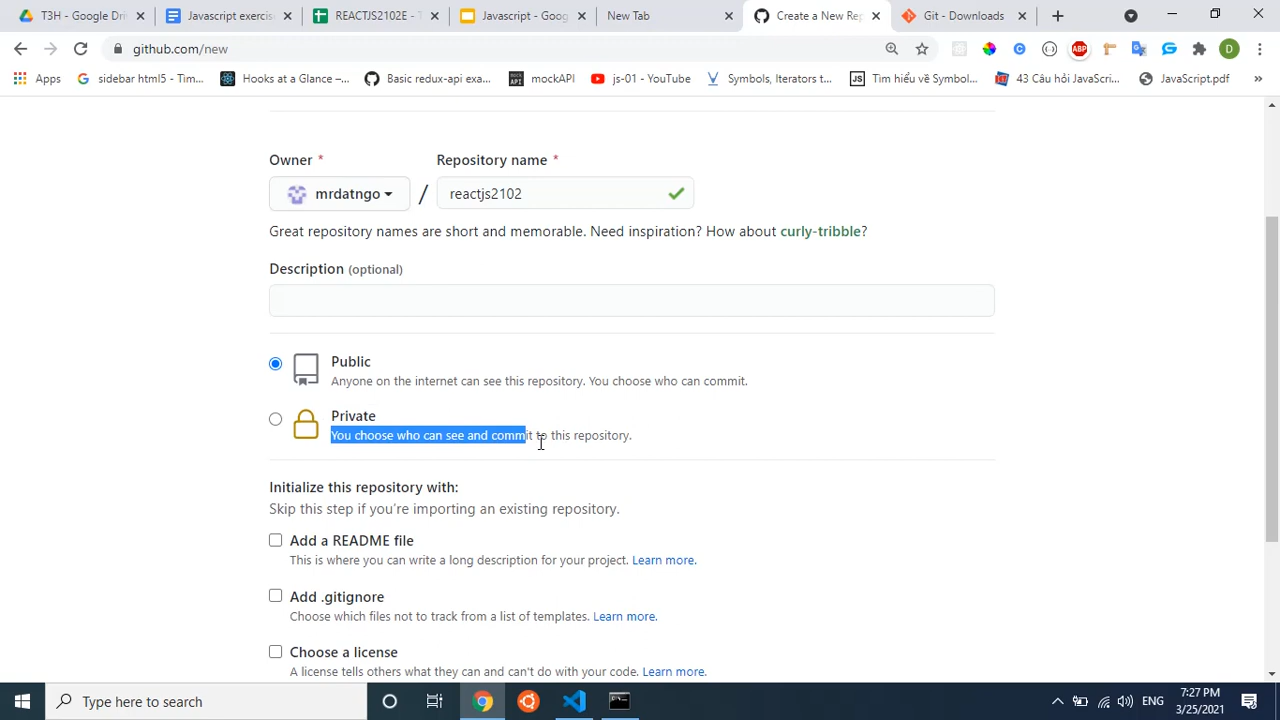 T3H - Google Dri
Javascript exercis
REACTJS2102E - T
Javascript - Goog
New Tab
Create a New Rep
Git - Downloads
github.com/new
ABP
D
Apps
sidebar html5 - Tim...
Hooks at a Glance –...
Basic redux-api exa...
MOCK API
mockAPI
js-01 - YouTube
Symbols, Iterators t...
JS
Tìm hiểu về Symbol...
43 Câu hỏi JavaScri...
JavaScript.pdf
»
Owner *
Repository name *
mrdatngo
/
reactjs2102
Great repository names are short and memorable. Need inspiration? How about curly-tribble?
Description (optional)
Public
Anyone on the internet can see this repository. You choose who can commit.
Private
You choose who can see and commit to this repository.
Initialize this repository with:
Skip this step if you're importing an existing repository.
Add a README file
This is where you can write a long description for your project. Learn more.
Add .gitignore
Choose which files not to track from a list of templates. Learn more.
Choose a license
A license tells others what they can and can't do with your code. Learn more.
Type here to search
ENG
7:27 PM
3/25/2021